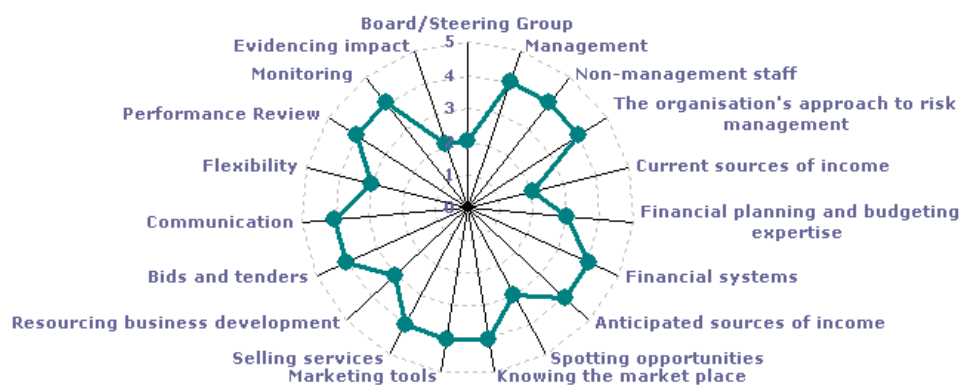 Board/Steering Group
Evidencing impact
Management
Monitoring
Non-management staff
Performance Review
The organisation's approach to risk
management
Flexibility
Current sources of income
Communication
Financial planning and budgeting
expertise
Bids and tenders
Financial systems
Resourcing business development
Anticipated sources of income
Selling services
Spotting opportunities
Marketing tools
Knowing the market place
5
4
3
2
1
0